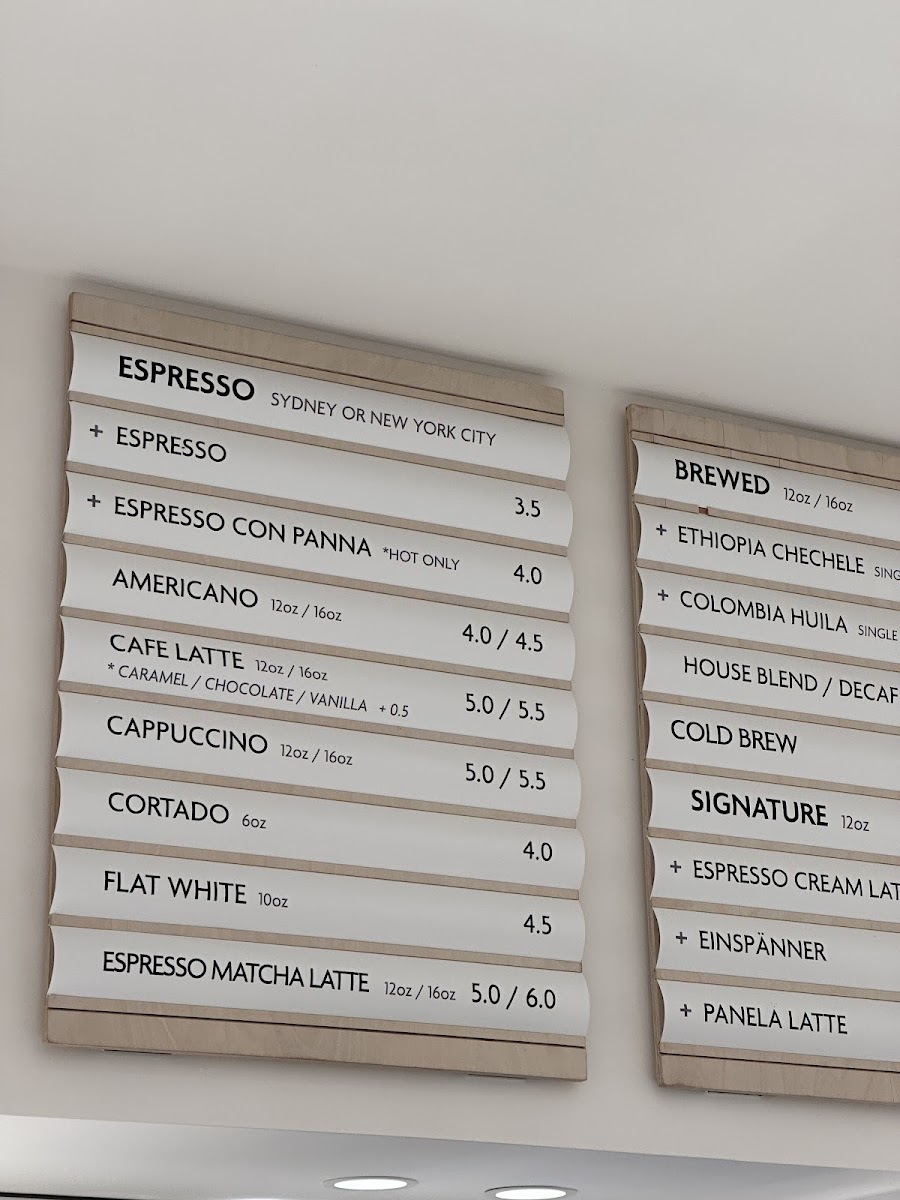 ESPRESSO SYDNEY OR NEW YORK CITY
+ ESPRESSO 3.5
+ ESPRESSO CON PANNA *HOT ONLY 4.0
AMERICANO 12oz / 16oz 4.0 / 4.5
CAFE LATTE 12oz / 16oz 5.0 / 5.5
* CARAMEL / CHOCOLATE / VANILLA + 0.5
CAPPUCCINO 12oz / 16oz 5.0 / 5.5
CORTADO 6oz 4.0
FLAT WHITE 10oz 4.5
ESPRESSO MATCHA LATTE 12oz / 16oz 5.0 / 6.0
BREWED 12oz / 16oz
+ ETHIOPIA CHECHELE SING
+ COLOMBIA HUILA SINGLE
HOUSE BLEND / DECAF
COLD BREW
SIGNATURE 12oz
+ ESPRESSO CREAM LAT
+ EINSPÄNNER
+ PANELA LATTE